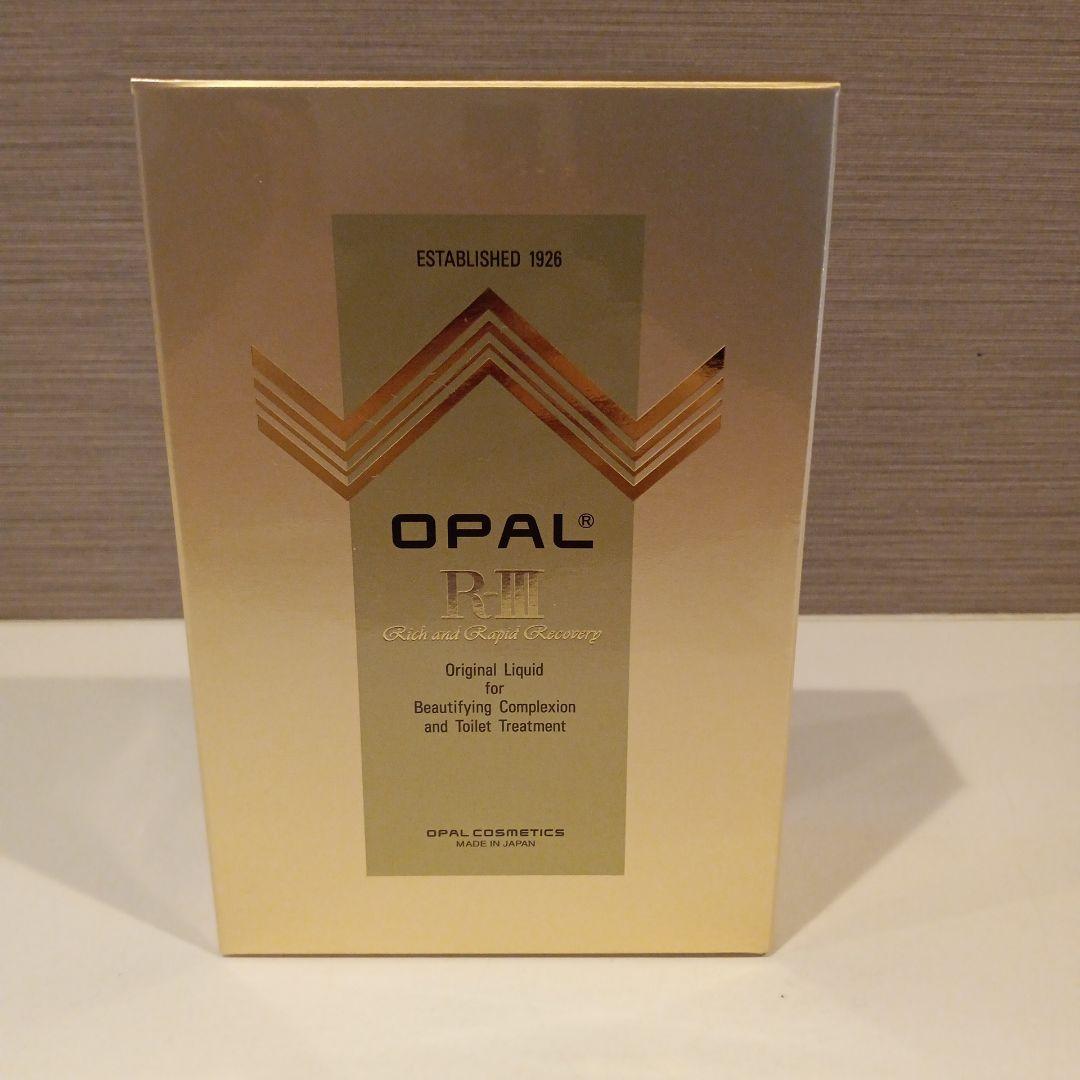 ESTABLISHED 1926
OPAL®
R-III
Rich and Rapid Recovery
Original Liquid
for
Beautifying Complexion
and Toilet Treatment
OPAL COSMETICS
MADE IN JAPAN